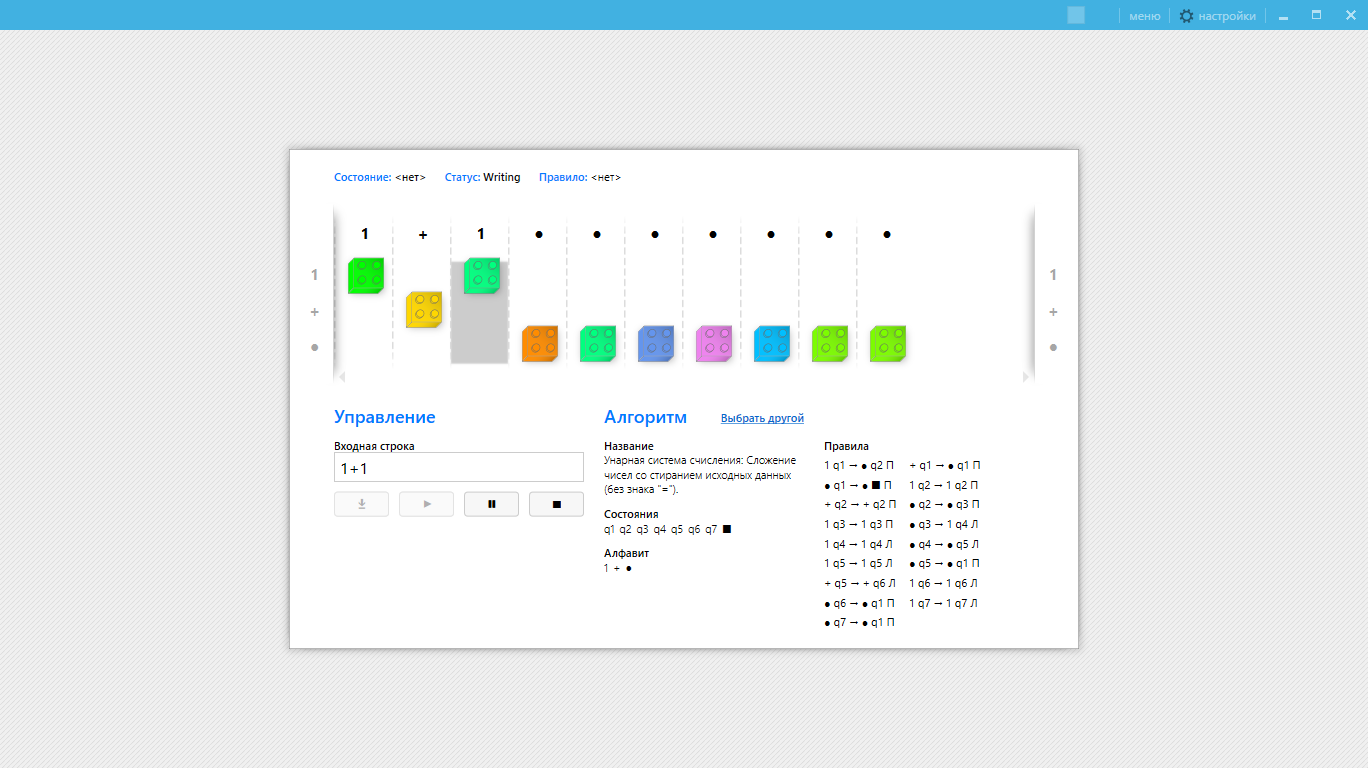 меню настройки
Состояние: <нет> Статус: Writing Правило: <нет>
1 + 1 ● ● ● ● ● ● ●
1 1
+ +
● ●
Управление
Входная строка
1+1
Алгоритм Выбрать другой
Название
Унарная система счисления: Сложение
чисел со стиранием исходных данных
(без знака "=").
Состояния
q1 q2 q3 q4 q5 q6 q7 ■
Алфавит
1 + ●
Правила
1 q1 → ● q2 П + q1 → ● q1 П
● q1 → ● ■ П 1 q2 → 1 q2 П
+ q2 → + q2 П ● q2 → ● q3 П
1 q3 → 1 q3 П ● q3 → 1 q4 Л
1 q4 → 1 q4 Л ● q4 → ● q5 Л
1 q5 → 1 q5 Л ● q5 → ● q1 П
+ q5 → + q6 Л 1 q6 → 1 q6 Л
● q6 → ● q1 П 1 q7 → 1 q7 Л
● q7 → ● q1 П